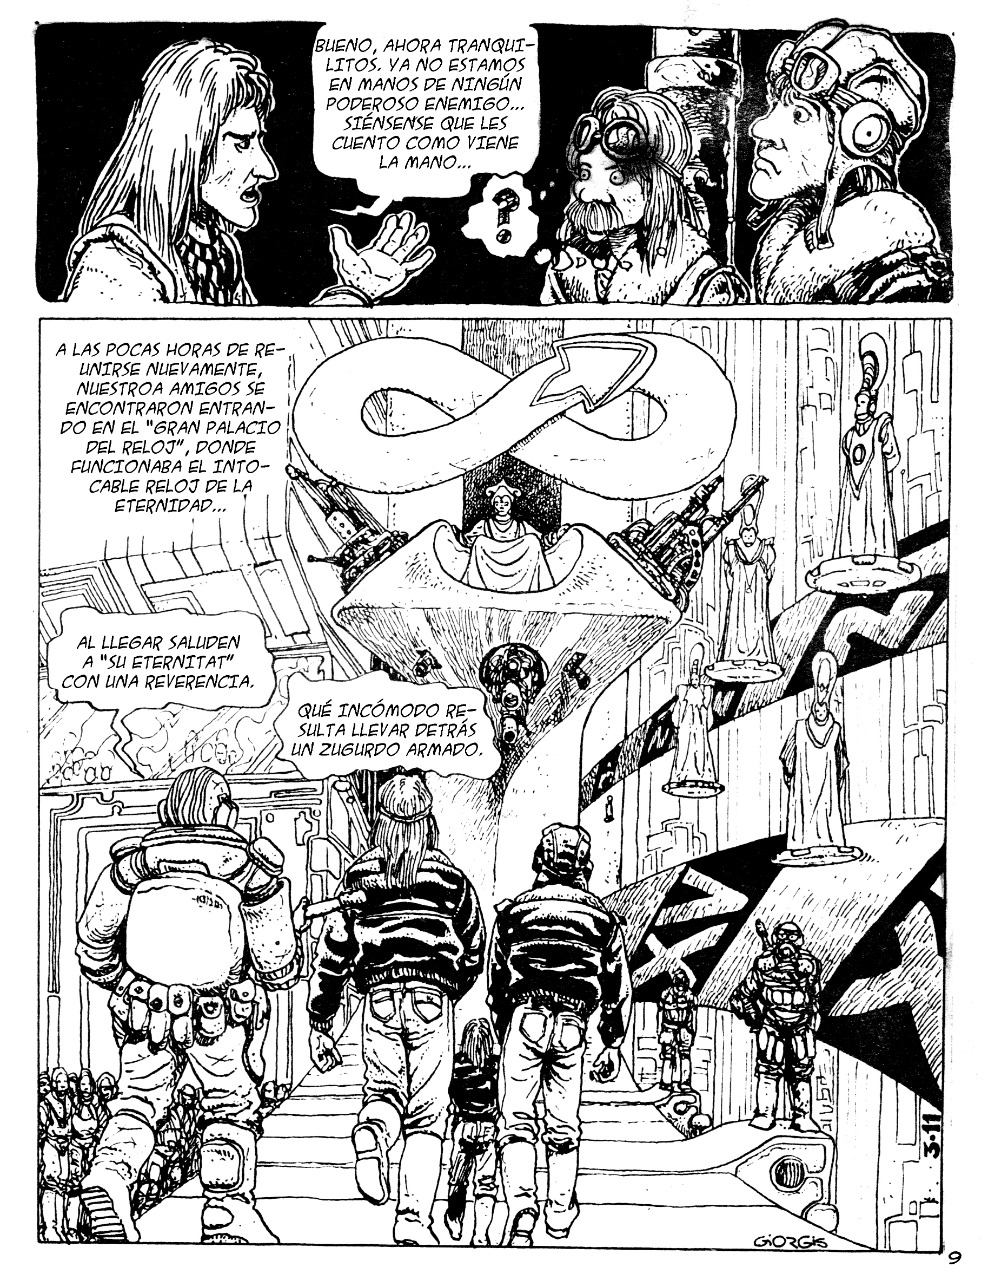 BUENO, AHORA TRANQUI-
LITOS. YA NO ESTAMOS
EN MANOS DE NINGÚN
PODEROSO ENEMIGO...
SIÉNSENSE QUE LES
CUENTO COMO VIENE
LA MANO...
?
A LAS POCAS HORAS DE RE-
UNIRSE NUEVAMENTE,
NUESTROA AMIGOS SE
ENCONTRARON ENTRAN-
DO EN EL "GRAN PALACIO
DEL RELOJ", DONDE
FUNCIONABA EL INTO-
CABLE RELOJ DE LA
ETERNIDAD...
AL LLEGAR SALUDEN
A "SU ETERNITAT"
CON UNA REVERENCIA.
QUÉ INCÓMODO RE-
SULTA LLEVAR DETRÁS
UN ZUGURDO ARMADO.
3·11
GIORGIS
9